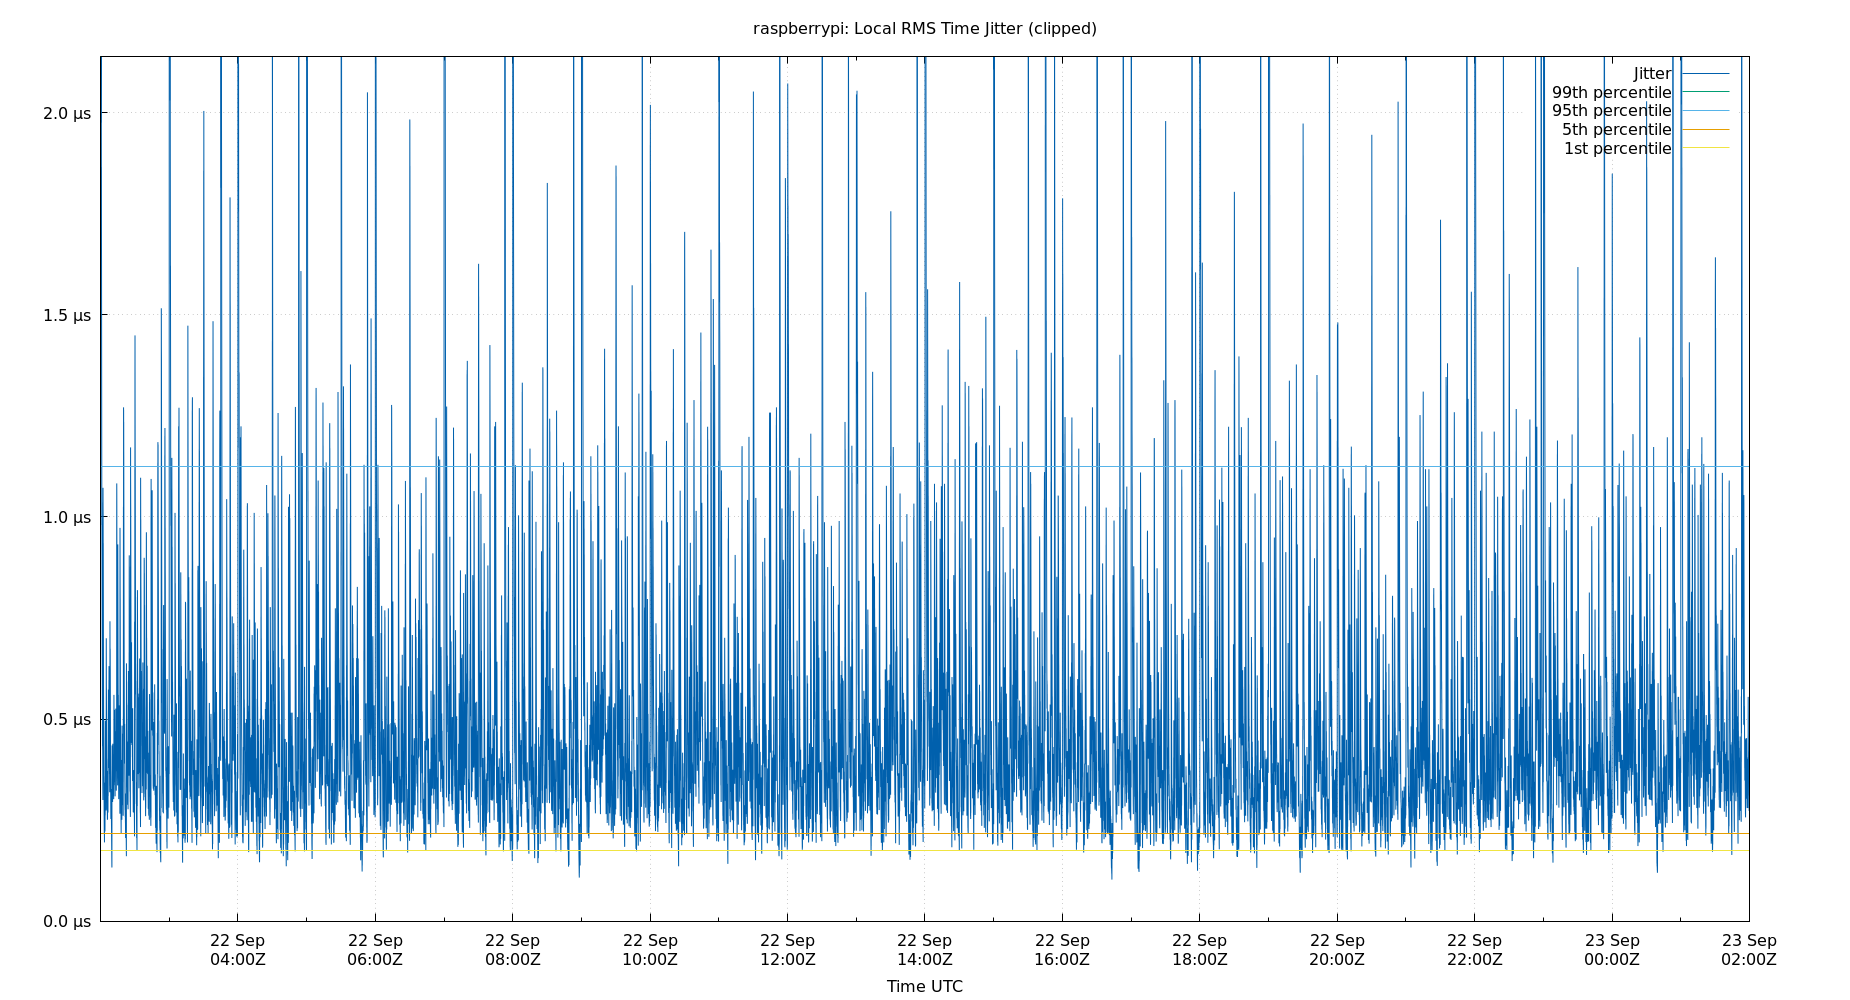 raspberrypi: Local RMS Time Jitter (clipped)
Jitter
99th percentile
95th percentile
5th percentile
1st percentile
2.0 μs
1.5 μs
1.0 μs
0.5 μs
0.0 μs
22 Sep 22 Sep 22 Sep 22 Sep 22 Sep 22 Sep 22 Sep 22 Sep 22 Sep 22 Sep 23 Sep 23 Sep
04:00Z 06:00Z 08:00Z 10:00Z 12:00Z 14:00Z 16:00Z 18:00Z 20:00Z 22:00Z 00:00Z 02:00Z
Time UTC